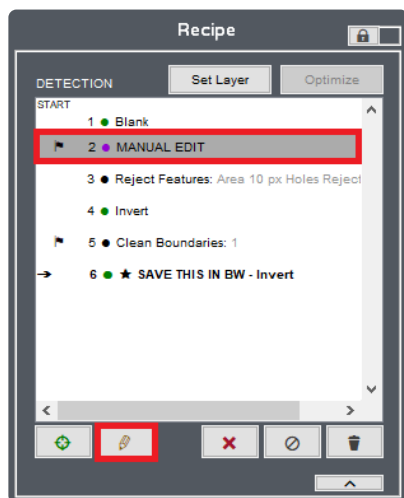 Recipe
DETECTION Set Layer Optimize
START
1 Blank
2 MANUAL EDIT
3 Reject Features: Area 10 px Holes Reject
4 Invert
5 Clean Boundaries: 1
6 ★ SAVE THIS IN BW - Invert